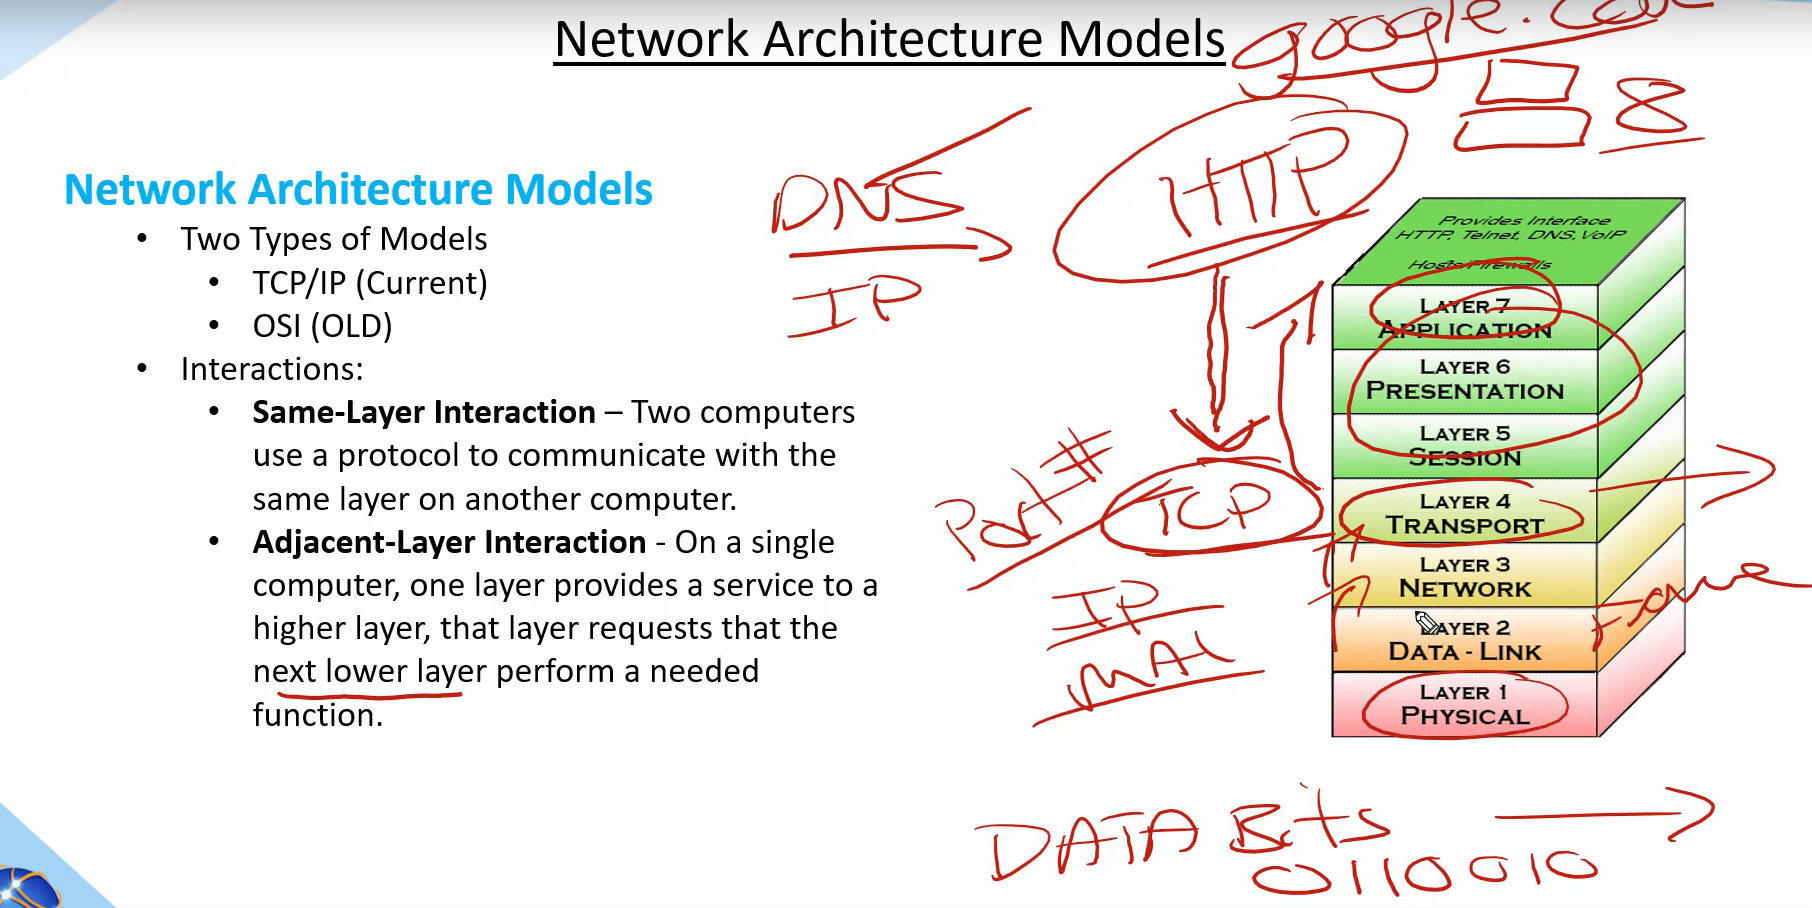 Network Architecture Models
google.com
8
Network Architecture Models
• Two Types of Models
• TCP/IP (Current)
• OSI (OLD)
• Interactions:
• Same-Layer Interaction – Two computers
use a protocol to communicate with the
same layer on another computer.
• Adjacent-Layer Interaction - On a single
computer, one layer provides a service to a
higher layer, that layer requests that the
next lower layer perform a needed
function.
DNS
IP
HTTP
Port #
TCP
IP
MAC
Provides Interface
HTTP, Telnet, DNS, VoIP
Hosts/Firewalls
LAYER 7
APPLICATION
LAYER 6
PRESENTATION
LAYER 5
SESSION
LAYER 4
TRANSPORT
LAYER 3
NETWORK
LAYER 2
DATA - LINK
Frame
LAYER 1
PHYSICAL
DATA Bits
0110010